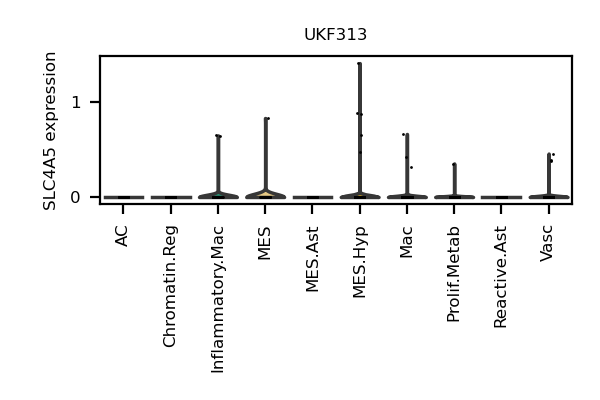 UKF313
SLC4A5 expression
1
0
AC
Chromatin.Reg
Inflammatory.Mac
MES
MES.Ast
MES.Hyp
Mac
Prolif.Metab
Reactive.Ast
Vasc